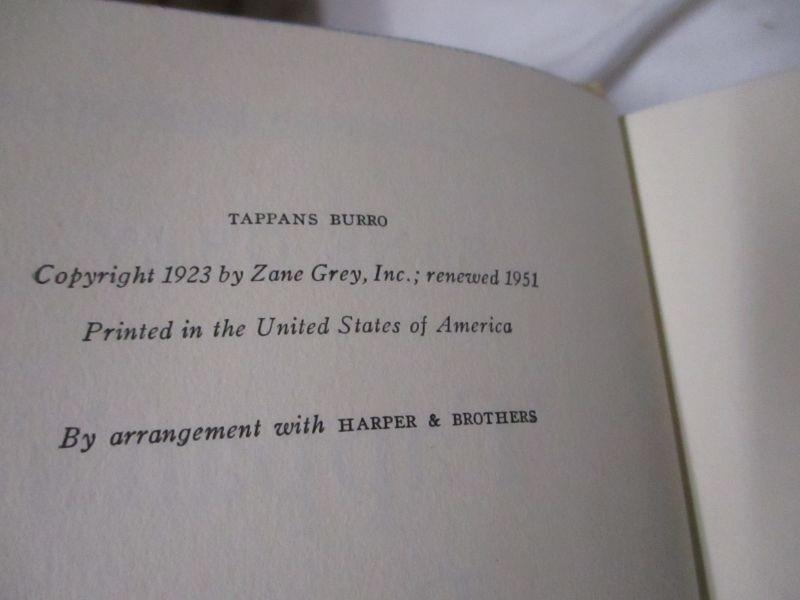 TAPPANS BURRO
Copyright 1923 by Zane Grey, Inc.; renewed 1951
Printed in the United States of America
By arrangement with HARPER & BROTHERS